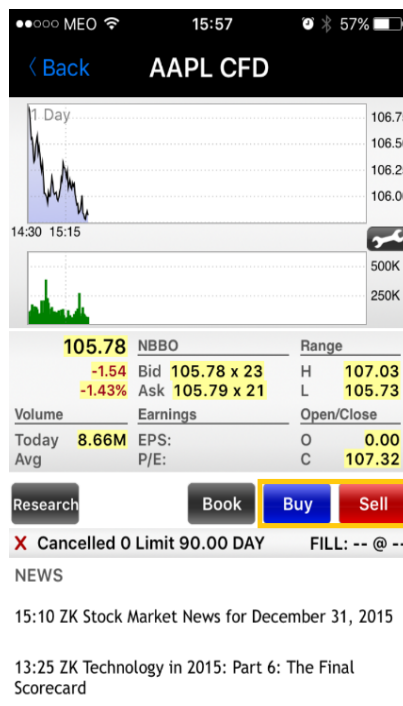 MEO 15:57 57%
Back AAPL CFD
1 Day
106.7
106.5
106.2
106.0
14:30 15:15
500K
250K
105.78 NBBO Range
-1.54 Bid 105.78 x 23 H 107.03
-1.43% Ask 105.79 x 21 L 105.73
Volume Earnings Open/Close
Today 8.66M EPS: O 0.00
Avg P/E: C 107.32
Research Book Buy Sell
X Cancelled 0 Limit 90.00 DAY FILL: -- @ --
NEWS
15:10 ZK Stock Market News for December 31, 2015
13:25 ZK Technology in 2015: Part 6: The Final
Scorecard